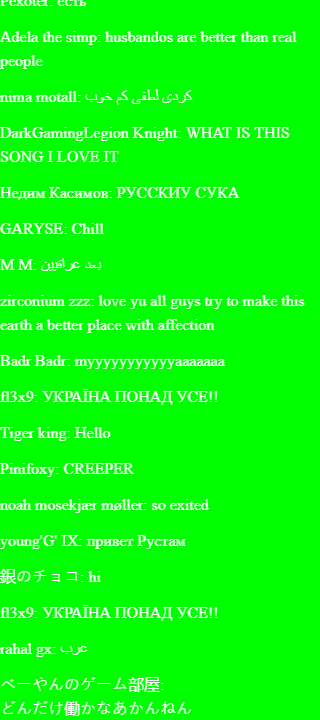 Рехоter: есть
Adela the simp: husbandos are better than real
people
nima motall: كردى لطفى كم خوب
DarkGamingLegion Knight: WHAT IS THIS
SONG I LOVE IT
Недим Касимов: РУССКИУ СУКА
GARYSE: Chill
M M: بعد عراقيين
zirconium zzz: love yu all guys try to make this
earth a better place with affection
Badr Badr: myyyyyyyyyyyaaaaaaa
fl3x9: УКРАЇНА ПОНАД УСЕ!!
Tiger king: Hello
Pinifoxy: CREEPER
noah mosekjær møller: so exited
young'G' IX: привет Рустам
銀のチョコ: hi
fl3x9: УКРАЇНА ПОНАД УСЕ!!
rahal gx: عرب
べーやんのゲーム部屋:
どんだけ働かなあかんねん